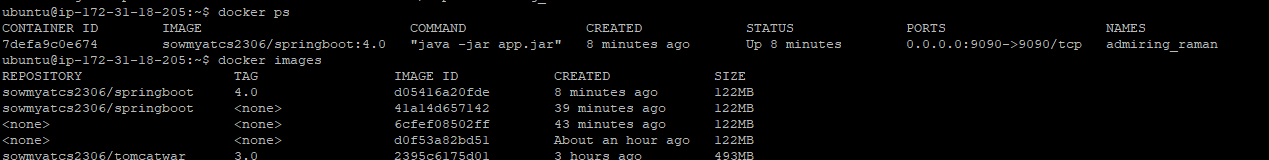 ubuntu@ip-172-31-18-205:~$ docker ps
CONTAINER ID IMAGE COMMAND CREATED STATUS PORTS NAMES
7defa9c0e674 sowmyatcs2306/springboot:4.0 "java -jar app.jar" 8 minutes ago Up 8 minutes 0.0.0.0:9090->9090/tcp admiring_raman
ubuntu@ip-172-31-18-205:~$ docker images
REPOSITORY TAG IMAGE ID CREATED SIZE
sowmyatcs2306/springboot 4.0 d05416a20fde 8 minutes ago 122MB
sowmyatcs2306/springboot <none> 41a14d657142 39 minutes ago 122MB
<none> <none> 6cfef08502ff 43 minutes ago 122MB
<none> <none> d0f53a82bd51 About an hour ago 122MB
sowmyatcs2306/tomcatwar 3.0 2395c6175d01 3 hours ago 493MB